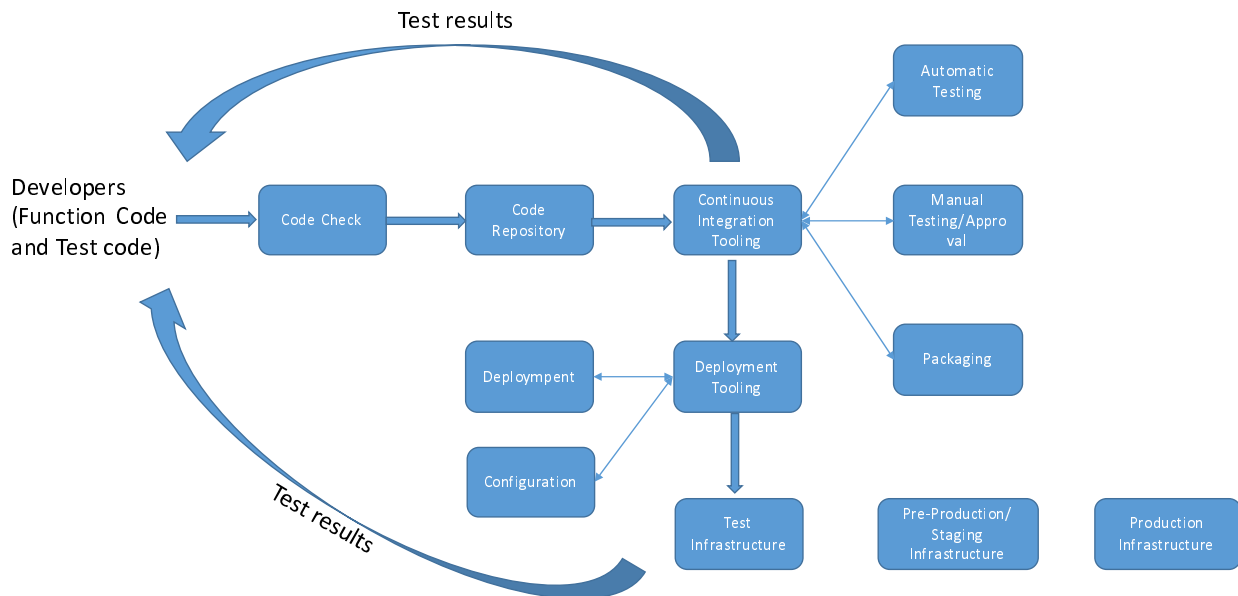 Test results
Automatic
Testing
Developers
(Function Code
and Test code)
Code Check
Code
Repository
Continuous
Integration
Tooling
Manual
Testing/Appro
val
Deploympent
Deployment
Tooling
Packaging
Configuration
Test results
Test
Infrastructure
Pre-Production/
Staging
Infrastructure
Production
Infrastructure